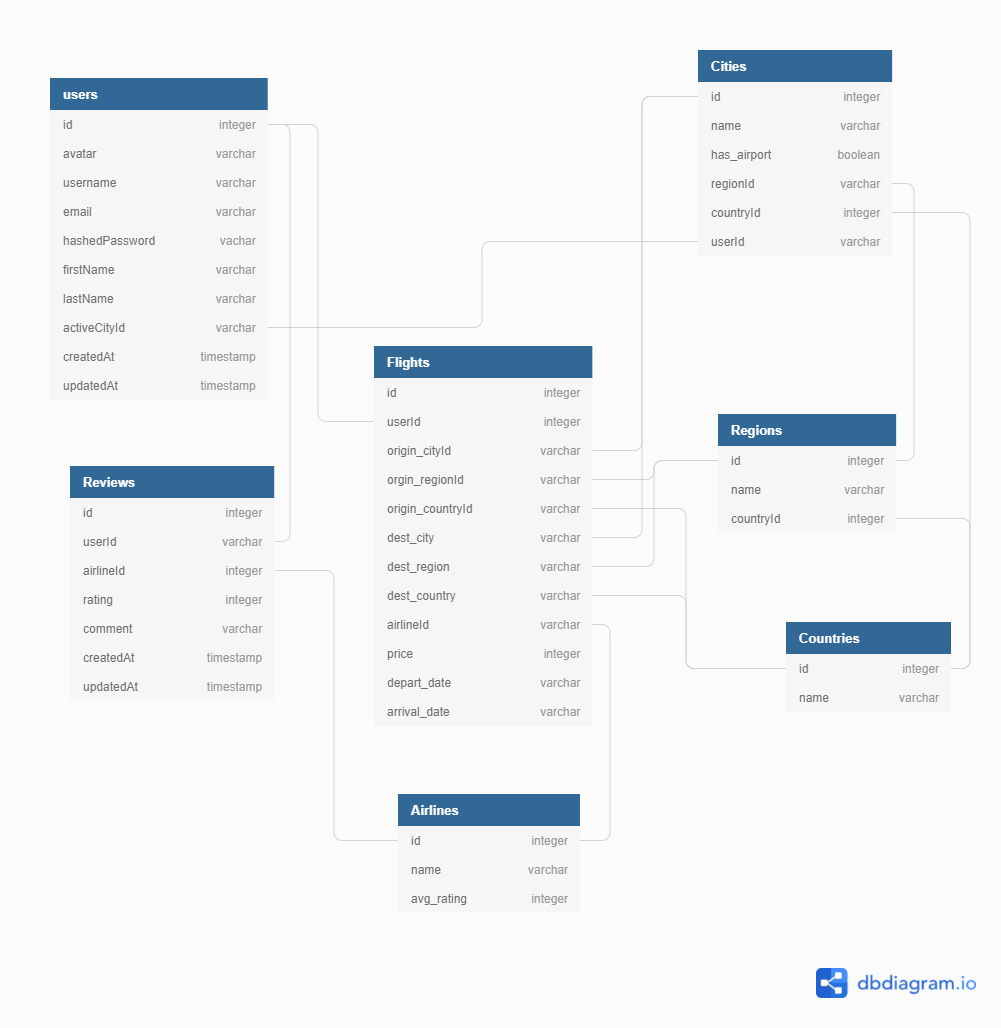 users
id integer
avatar varchar
username varchar
email varchar
hashedPassword vachar
firstName varchar
lastName varchar
activeCityId varchar
createdAt timestamp
updatedAt timestamp
Cities
id integer
name varchar
has_airport boolean
regionId varchar
countryId integer
userId varchar
Flights
id integer
userId integer
origin_cityId varchar
orgin_regionId varchar
origin_countryId varchar
dest_city varchar
dest_region varchar
dest_country varchar
airlineId varchar
price integer
depart_date varchar
arrival_date varchar
Regions
id integer
name varchar
countryId integer
Reviews
id integer
userId varchar
airlineId integer
rating integer
comment varchar
createdAt timestamp
updatedAt timestamp
Countries
id integer
name varchar
Airlines
id integer
name varchar
avg_rating integer
dbdiagram.io